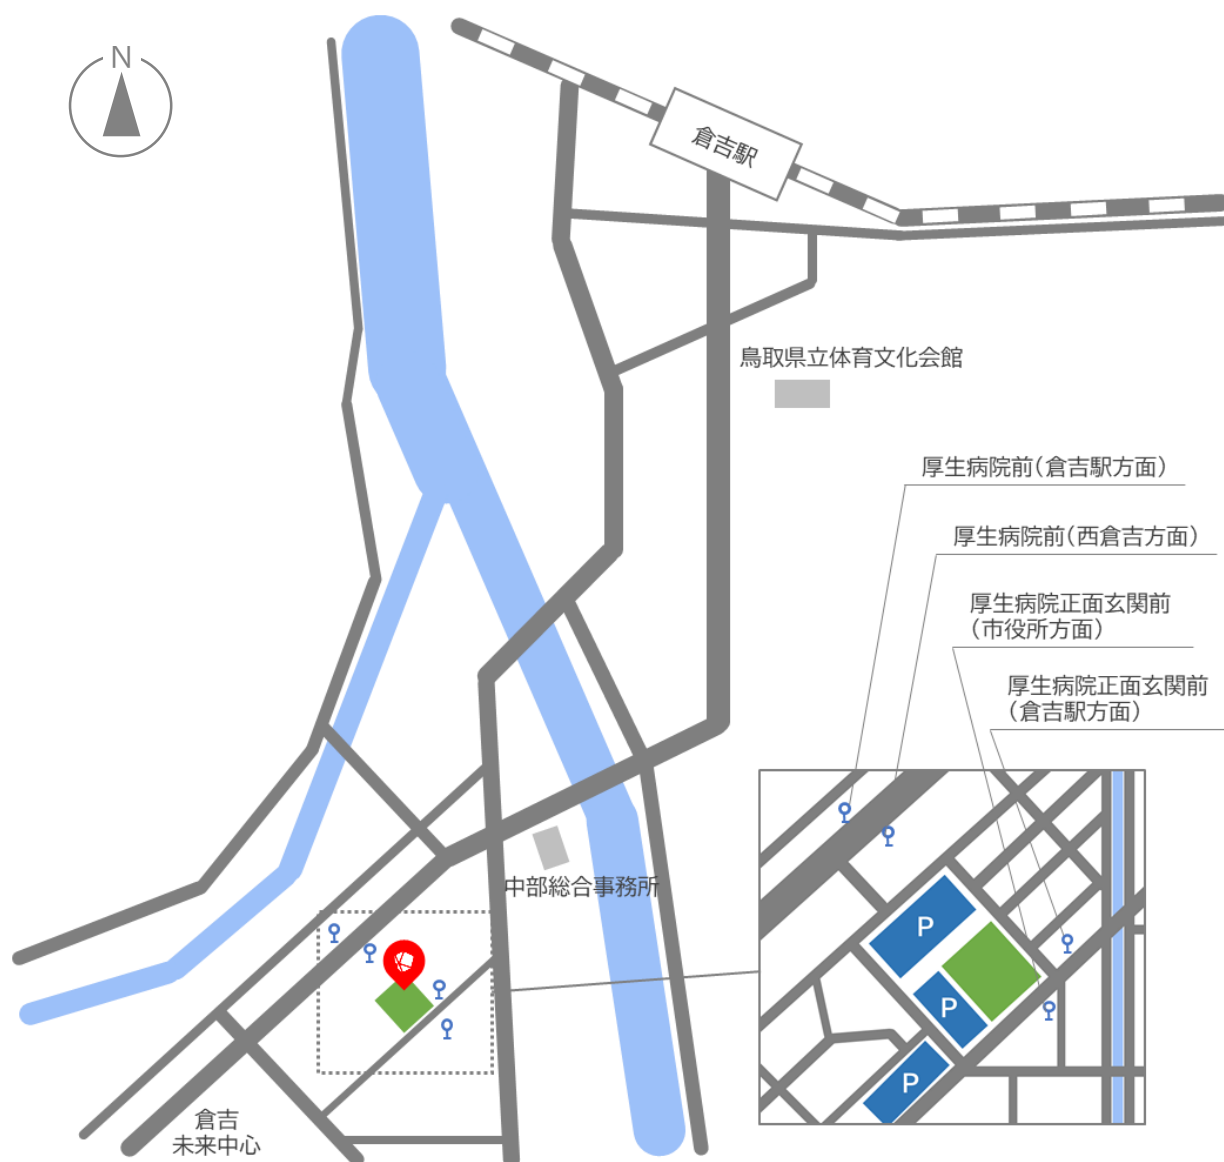 N
倉吉駅
鳥取県立体育文化会館
厚生病院前(倉吉駅方面)
厚生病院前(西倉吉方面)
厚生病院正面玄関前
(市役所方面)
厚生病院正面玄関前
(倉吉駅方面)
中部総合事務所
P
P
P
倉吉
未来中心